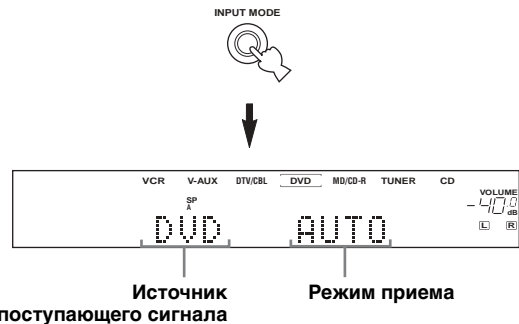 INPUT MODE
VCR V-AUX DTV/CBL DVD MD/CD-R TUNER CD
VOLUME
SP
A
-40.0 dB
DVD AUTO
L R
Источник поступающего сигнала
Режим приема